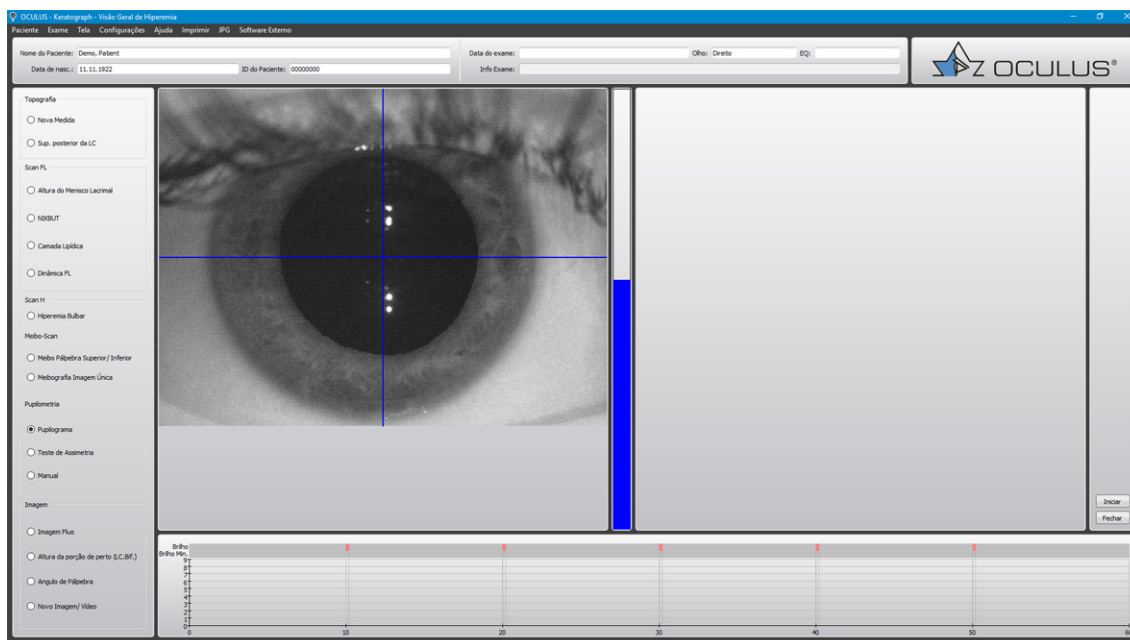 OCULUS - Keratograph - Visão Geral de Hiperemia
Paciente Exame Tela Configurações Ajuda Imprimir JPG Software Externo
Nome do Paciente: Demo, Patient
Data de nasc.: 11.11.1922 ID do Paciente: 00000000
Data do exame: Olho: Direito EQ:
Info Exame:
OCULUS®
Topografia
Nova Medida
Sup. posterior da LC
Scan FL
Altura do Menisco Lacrimal
NIKBUT
Camada Lipídica
Dinâmica FL
Scan H
Hiperemia Bulbar
Meibo-Scan
Meibo Pálpebra Superior/ Inferior
Meibografia Imagem Única
Pupilometria
Pupilograma
Teste de Assimetria
Manual
Imagem
Imagem Fluo
Altura da porção de perto (LC.Bif.)
Angulo de Pálpebra
Novo Imagem/ Vídeo
Iniciar
Fechar
Brilho
Brilho Min.
9
8
7
6
5
4
3
2
1
0
0 10 20 30 40 50 60